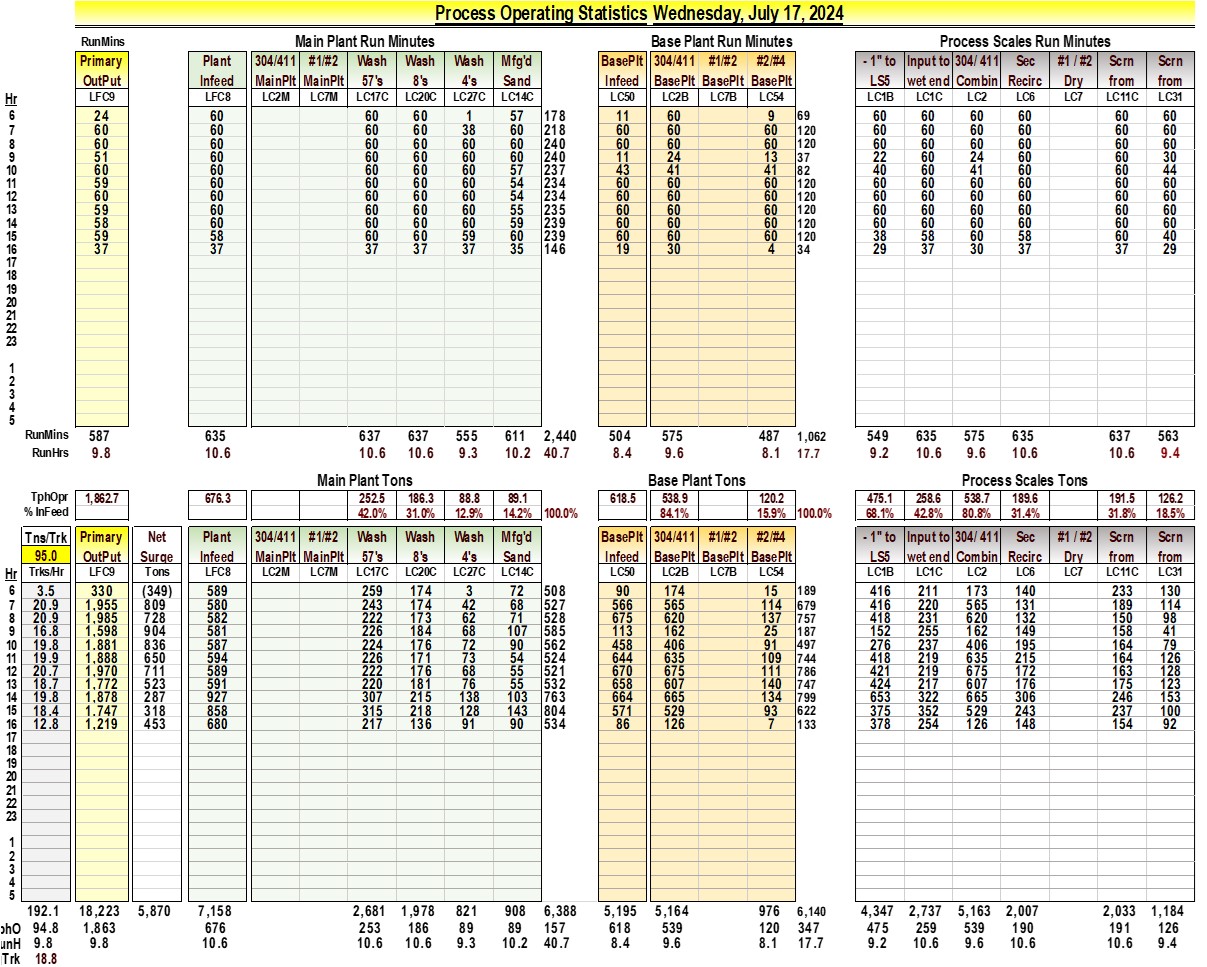 Process Operating Statistics Wednesday, July 17, 2024
RunMins Main Plant Run Minutes Base Plant Run Minutes Process Scales Run Minutes
Primary Plant 304/411 #1/#2 Wash Wash Wash Mfg'd BasePlt 304/411 #1/#2 #2/#4 - 1" to Input to 304/ 411 Sec #1 / #2 Scrn Scrn
OutPut Infeed MainPlt MainPlt 57's 8's 4's Sand Infeed BasePlt BasePlt BasePlt LS5 wet end Combin Recirc Dry from from
Hr LFC9 LFC8 LC2M LC7M LC17C LC20C LC27C LC14C LC50 LC2B LC7B LC54 LC1B LC1C LC2 LC6 LC7 LC11C LC31
6 24 60 60 60 1 57 178 11 60 9 69 60 60 60 60 60 60
7 60 60 60 60 38 60 218 60 60 60 120 60 60 60 60 60 60
8 60 60 60 60 60 60 240 60 60 60 120 60 60 60 60 60 60
9 51 60 60 60 60 60 240 11 24 13 37 22 60 24 60 60 30
10 60 60 60 60 60 57 237 43 41 41 82 40 60 41 60 60 44
11 59 60 60 60 60 54 234 60 60 60 120 60 60 60 60 60 60
12 60 60 60 60 60 54 234 60 60 60 120 60 60 60 60 60 60
13 59 60 60 60 60 55 235 60 60 60 120 60 60 60 60 60 60
14 58 60 60 60 60 59 239 60 60 60 120 60 60 60 60 60 60
15 59 58 60 60 59 60 239 60 60 60 120 38 58 60 58 60 40
16 37 37 37 37 37 35 146 19 30 4 34 29 37 30 37 37 29
17
18
19
20
21
22
23
1
2
3
4
5
RunMins 587 635 637 637 555 611 2,440 504 575 487 1,062 549 635 575 635 637 563
RunHrs 9.8 10.6 10.6 10.6 9.3 10.2 40.7 8.4 9.6 8.1 17.7 9.2 10.6 9.6 10.6 10.6 9.4
Main Plant Tons Base Plant Tons Process Scales Tons
TphOpr 1,862.7 676.3 252.5 186.3 88.8 89.1 618.5 538.9 120.2 475.1 258.6 538.7 189.6 191.5 126.2
% InFeed 42.0% 31.0% 12.9% 14.2% 100.0% 84.1% 15.9% 100.0% 68.1% 42.8% 80.8% 31.4% 31.8% 18.5%
Tns/Trk Primary Net Plant 304/411 #1/#2 Wash Wash Wash Mfg'd BasePlt 304/411 #1/#2 #2/#4 - 1" to Input to 304/ 411 Sec #1 / #2 Scrn Scrn
95.0 OutPut Surge Infeed MainPlt MainPlt 57's 8's 4's Sand Infeed BasePlt BasePlt BasePlt LS5 wet end Combin Recirc Dry from from
Hr Trks/Hr LFC9 Tons LFC8 LC2M LC7M LC17C LC20C LC27C LC14C LC50 LC2B LC7B LC54 LC1B LC1C LC2 LC6 LC7 LC11C LC31
6 3.5 330 (349) 589 259 174 3 72 508 90 174 15 189 416 211 173 140 233 130
7 20.9 1,955 809 580 243 174 42 68 527 566 565 114 679 416 220 565 131 189 114
8 20.9 1,985 728 582 222 173 62 71 528 675 620 137 757 418 231 620 132 150 98
9 16.8 1,598 904 581 226 184 68 107 585 113 162 25 187 152 255 162 149 158 41
10 19.8 1,881 836 587 224 176 72 90 562 458 406 91 497 276 237 406 195 164 79
11 19.9 1,888 650 594 226 171 73 54 524 644 635 109 744 418 219 635 215 164 126
12 20.7 1,970 711 589 222 176 68 55 521 670 675 111 786 421 219 675 172 163 128
13 18.7 1,772 523 591 220 181 76 55 532 658 607 140 747 424 217 607 176 175 123
14 19.8 1,878 287 927 307 215 138 103 763 664 665 134 799 653 322 665 306 246 153
15 18.4 1,747 318 858 315 218 128 143 804 571 529 93 622 375 352 529 243 237 100
16 12.8 1,219 453 680 217 136 91 90 534 86 126 7 133 378 254 126 148 154 92
17
18
19
20
21
22
23
1
2
3
4
5
192.1 18,223 5,870 7,158 2,681 1,978 821 908 6,388 5,195 5,164 976 6,140 4,347 2,737 5,163 2,007 2,033 1,184
phO 94.8 1,863 676 253 186 89 89 157 618 539 120 347 475 259 539 190 191 126
unH 9.8 9.8 10.6 10.6 10.6 9.3 10.2 40.7 8.4 9.6 8.1 17.7 9.2 10.6 9.6 10.6 10.6 9.4
Trk 18.8